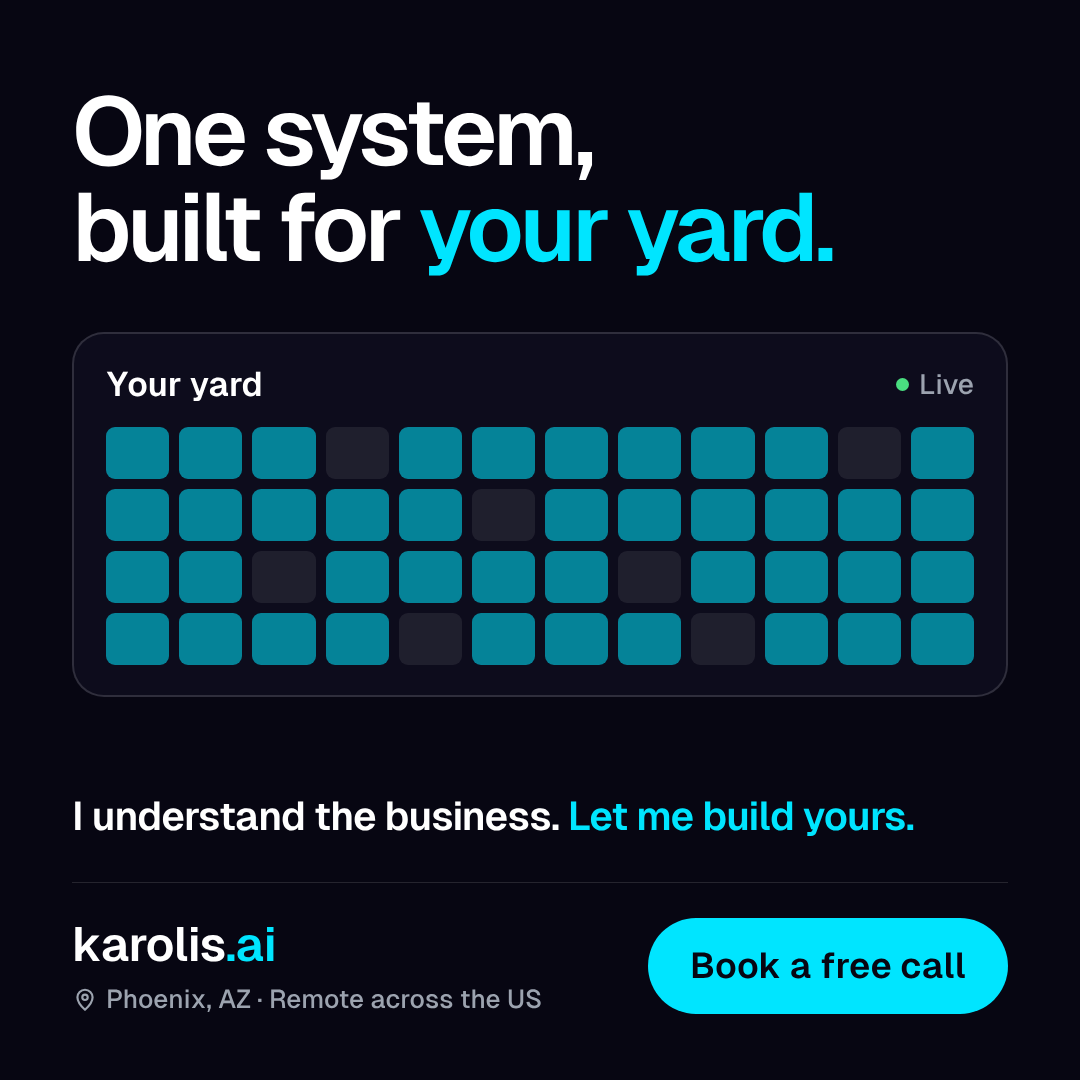 One system,
built for your yard.
Your yard
Live
I understand the business. Let me build yours.
karolis.ai
Phoenix, AZ · Remote across the US
Book a free call